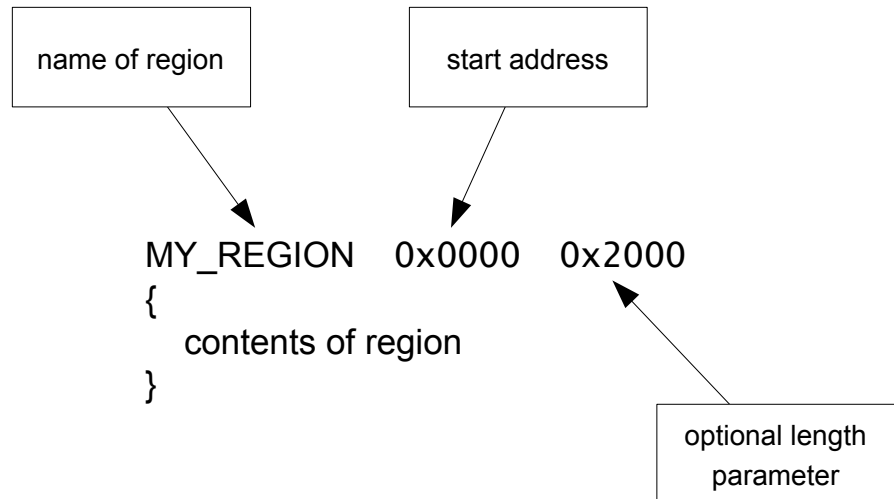 name of region
start address
MY_REGION 0x0000 0x2000
{
contents of region
}
optional length
parameter